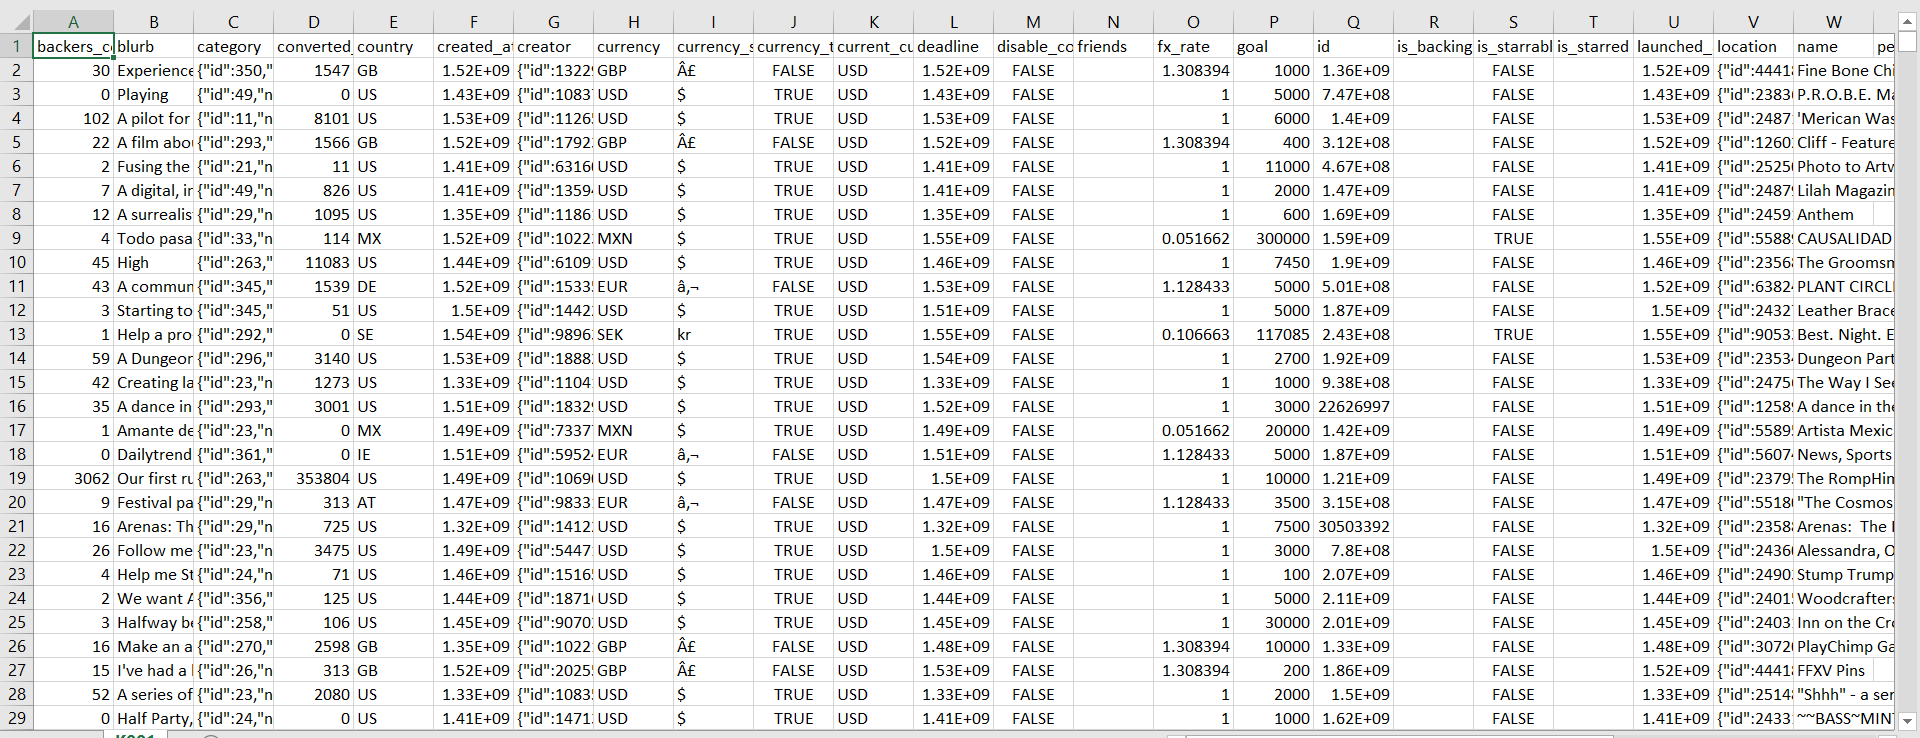 A B C D E F G H I J K L M N O P Q R S T U V W
1 backers_co blurb category converted_ country created_at creator currency currency_s currency_t current_cu deadline disable_co friends fx_rate goal id is_backing is_starrabl is_starred launched_ location name pe
2 30 Experience {"id":350," 1547 GB 1.52E+09 {"id":1322 GBP Â£ FALSE USD 1.52E+09 FALSE 1.308394 1000 1.36E+09 FALSE 1.52E+09 {"id":4441 Fine Bone Chi
3 0 Playing {"id":49,"n 0 US 1.43E+09 {"id":1083 USD $ TRUE USD 1.43E+09 FALSE 1 5000 7.47E+08 FALSE 1.43E+09 {"id":2383 P.R.O.B.E. Ma
4 102 A pilot for {"id":11,"n 8101 US 1.53E+09 {"id":1126 USD $ TRUE USD 1.53E+09 FALSE 1 6000 1.4E+09 FALSE 1.53E+09 {"id":2487 'Merican Was
5 22 A film abou {"id":293," 1566 GB 1.52E+09 {"id":1792 GBP Â£ FALSE USD 1.52E+09 FALSE 1.308394 400 3.12E+08 FALSE 1.52E+09 {"id":1260 Cliff - Feature
6 2 Fusing the {"id":21,"n 11 US 1.41E+09 {"id":6316 USD $ TRUE USD 1.41E+09 FALSE 1 11000 4.67E+08 FALSE 1.41E+09 {"id":2525 Photo to Artw
7 7 A digital, ir {"id":49,"n 826 US 1.41E+09 {"id":1359 USD $ TRUE USD 1.41E+09 FALSE 1 2000 1.47E+09 FALSE 1.41E+09 {"id":2487 Lilah Magazin
8 12 A surrealis {"id":29,"n 1095 US 1.35E+09 {"id":1186 USD $ TRUE USD 1.35E+09 FALSE 1 600 1.69E+09 FALSE 1.35E+09 {"id":2459 Anthem
9 4 Todo pasa {"id":33,"n 114 MX 1.52E+09 {"id":1022 MXN $ TRUE USD 1.55E+09 FALSE 0.051662 300000 1.59E+09 TRUE 1.55E+09 {"id":5588 CAUSALIDAD
10 45 High {"id":263," 11083 US 1.44E+09 {"id":6109 USD $ TRUE USD 1.46E+09 FALSE 1 7450 1.9E+09 FALSE 1.46E+09 {"id":2356 The Groomsn
11 43 A commun {"id":345," 1539 DE 1.52E+09 {"id":1533 EUR â‚¬ FALSE USD 1.53E+09 FALSE 1.128433 5000 5.01E+08 FALSE 1.52E+09 {"id":6382 PLANT CIRCL
12 3 Starting to {"id":345," 51 US 1.5E+09 {"id":1442 USD $ TRUE USD 1.51E+09 FALSE 1 5000 1.87E+09 FALSE 1.5E+09 {"id":2432 Leather Brace
13 1 Help a pro {"id":292," 0 SE 1.54E+09 {"id":9896 SEK kr TRUE USD 1.55E+09 FALSE 0.106663 117085 2.43E+08 TRUE 1.55E+09 {"id":9053 Best. Night. E
14 59 A Dungeor {"id":296," 3140 US 1.53E+09 {"id":1888 USD $ TRUE USD 1.54E+09 FALSE 1 2700 1.92E+09 FALSE 1.53E+09 {"id":2353 Dungeon Part
15 42 Creating la {"id":23,"n 1273 US 1.33E+09 {"id":1104 USD $ TRUE USD 1.33E+09 FALSE 1 1000 9.38E+08 FALSE 1.33E+09 {"id":2475 The Way I See
16 35 A dance in {"id":293," 3001 US 1.51E+09 {"id":1832 USD $ TRUE USD 1.52E+09 FALSE 1 3000 22626997 FALSE 1.51E+09 {"id":1258 A dance in the
17 1 Amante de {"id":23,"n 0 MX 1.49E+09 {"id":7337 MXN $ TRUE USD 1.49E+09 FALSE 0.051662 20000 1.42E+09 FALSE 1.49E+09 {"id":5589 Artista Mexic
18 0 Dailytrend {"id":361," 0 IE 1.51E+09 {"id":5952 EUR â‚¬ FALSE USD 1.51E+09 FALSE 1.128433 5000 1.87E+09 FALSE 1.51E+09 {"id":5607 News, Sports
19 3062 Our first ru {"id":263," 353804 US 1.49E+09 {"id":1069 USD $ TRUE USD 1.5E+09 FALSE 1 10000 1.21E+09 FALSE 1.49E+09 {"id":2379 The RompHim
20 9 Festival pa {"id":29,"n 313 AT 1.47E+09 {"id":9833 EUR â‚¬ FALSE USD 1.47E+09 FALSE 1.128433 3500 3.15E+08 FALSE 1.47E+09 {"id":5518 "The Cosmos
21 16 Arenas: Th {"id":29,"n 725 US 1.32E+09 {"id":1412 USD $ TRUE USD 1.32E+09 FALSE 1 7500 30503392 FALSE 1.32E+09 {"id":2358 Arenas: The I
22 26 Follow me {"id":23,"n 3475 US 1.49E+09 {"id":5447 USD $ TRUE USD 1.5E+09 FALSE 1 3000 7.8E+08 FALSE 1.5E+09 {"id":2436 Alessandra, O
23 4 Help me St {"id":24,"n 71 US 1.46E+09 {"id":1516 USD $ TRUE USD 1.46E+09 FALSE 1 100 2.07E+09 FALSE 1.46E+09 {"id":2490 Stump Trump
24 2 We want A {"id":356," 125 US 1.44E+09 {"id":1871 USD $ TRUE USD 1.44E+09 FALSE 1 5000 2.11E+09 FALSE 1.44E+09 {"id":2401 Woodcrafters
25 3 Halfway be {"id":258," 106 US 1.45E+09 {"id":9070 USD $ TRUE USD 1.45E+09 FALSE 1 30000 2.01E+09 FALSE 1.45E+09 {"id":2403 Inn on the Cro
26 16 Make an a {"id":270," 2598 GB 1.35E+09 {"id":1022 GBP Â£ FALSE USD 1.48E+09 FALSE 1.308394 10000 1.33E+09 FALSE 1.48E+09 {"id":3072 PlayChimp Ga
27 15 I've had a l {"id":26,"n 313 GB 1.52E+09 {"id":2025 GBP Â£ FALSE USD 1.53E+09 FALSE 1.308394 200 1.86E+09 FALSE 1.52E+09 {"id":4441 FFXV Pins
28 52 A series of {"id":23,"n 2080 US 1.33E+09 {"id":1083 USD $ TRUE USD 1.33E+09 FALSE 1 2000 1.5E+09 FALSE 1.33E+09 {"id":2514 "Shhh" - a ser
29 0 Half Party, {"id":24,"n 0 US 1.41E+09 {"id":1471 USD $ TRUE USD 1.41E+09 FALSE 1 1000 1.62E+09 FALSE 1.41E+09 {"id":2433 ~~BASS~MINT